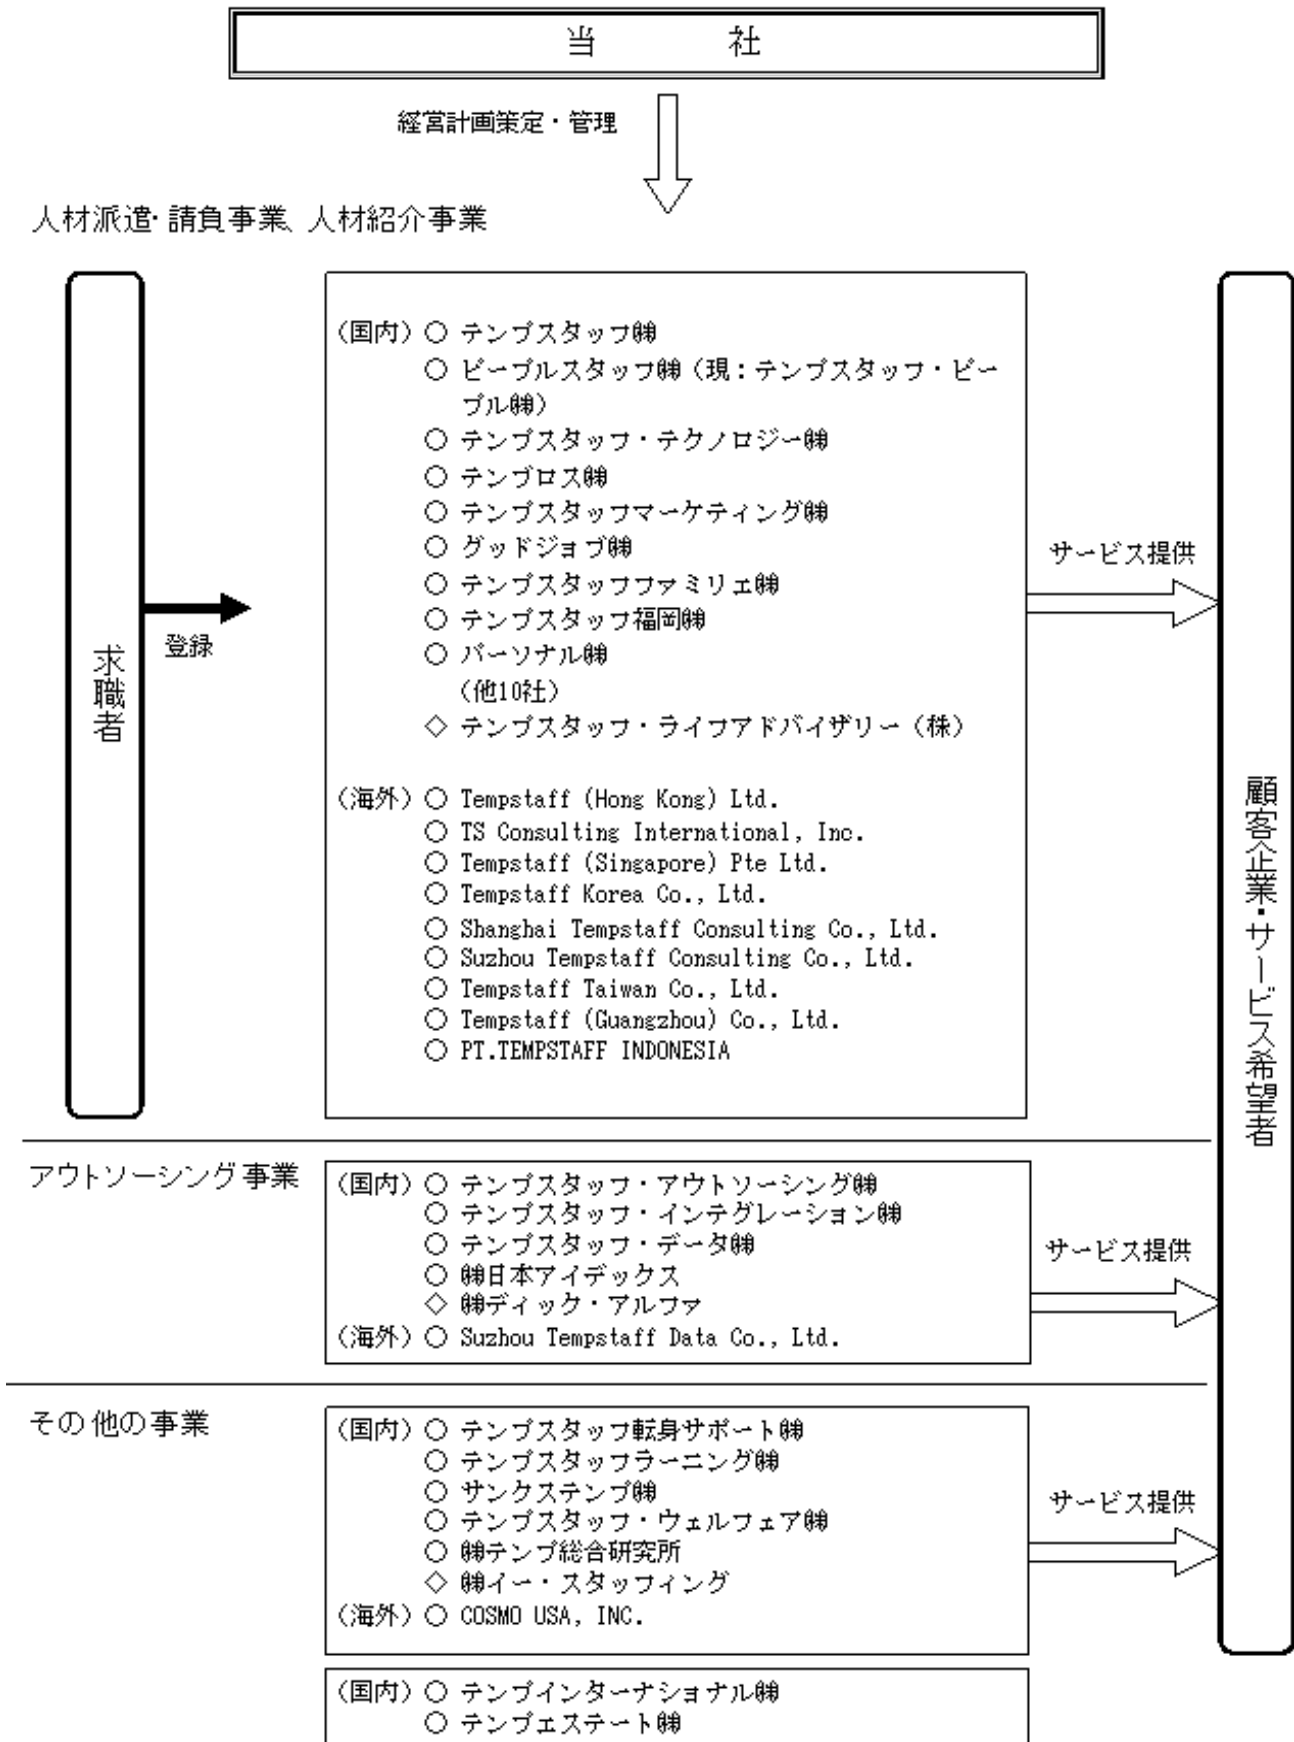 当 社
経営計画策定・管理
人材派遣・請負事業、人材紹介事業
(国内) ○ テンプスタッフ㈱
○ ピープルスタッフ㈱(現:テンプスタッフ・ピー
プル㈱)
○ テンプスタッフ・テクノロジー㈱
○ テンプロス㈱
○ テンプスタッフマーケティング㈱
○ グッドジョブ㈱
○ テンプスタッフファミリエ㈱
○ テンプスタッフ福岡㈱
○ パーソナル㈱
(他10社)
◇ テンプスタッフ・ライフアドバイザリー(株)
(海外) ○ Tempstaff (Hong Kong) Ltd.
○ TS Consulting International, Inc.
○ Tempstaff (Singapore) Pte Ltd.
○ Tempstaff Korea Co., Ltd.
○ Shanghai Tempstaff Consulting Co., Ltd.
○ Suzhou Tempstaff Consulting Co., Ltd.
○ Tempstaff Taiwan Co., Ltd.
○ Tempstaff (Guangzhou) Co., Ltd.
○ PT.TEMPSTAFF INDONESIA
求職者
登録
サービス提供
顧客企業・サービス希望者
アウトソーシング事業
(国内) ○ テンプスタッフ・アウトソーシング㈱
○ テンプスタッフ・インテグレーション㈱
○ テンプスタッフ・データ㈱
○ ㈱日本アイデックス
◇ ㈱ディック・アルファ
(海外) ○ Suzhou Tempstaff Data Co., Ltd.
サービス提供
その他の事業
(国内) ○ テンプスタッフ転身サポート㈱
○ テンプスタッフラーニング㈱
○ サンクステンプ㈱
○ テンプスタッフ・ウェルフェア㈱
○ ㈱テンプ総合研究所
◇ ㈱イー・スタッフィング
(海外) ○ COSMO USA, INC.
サービス提供
(国内) ○ テンプインターナショナル㈱
○ テンプエステート㈱